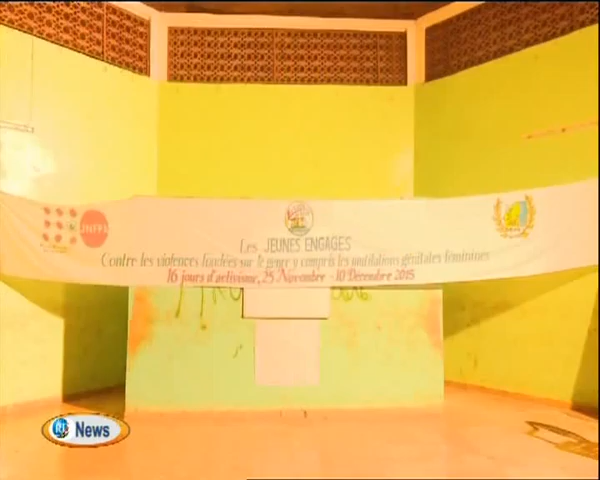 UNFPA
Les JEUNES ENGAGES
Contre les violences fondées sur le genre y compris les mutilations génitales féminines
16 jours d'activisme, 25 Novembre - 10 Décembre 2015
News